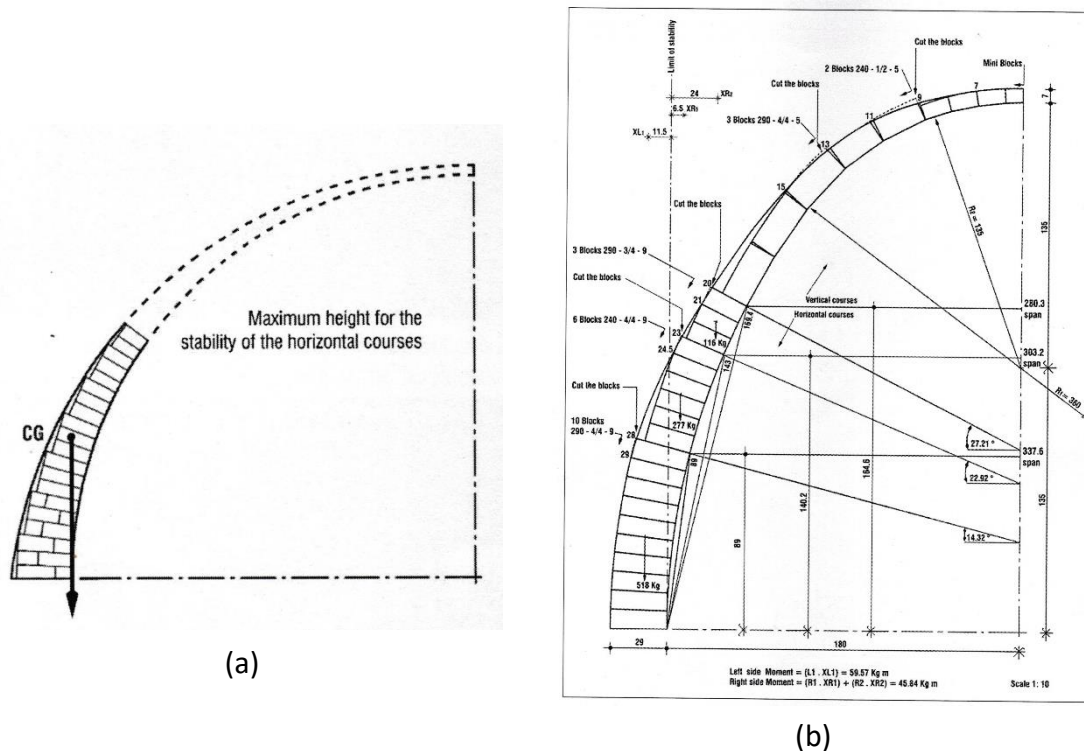 Maximum height for the
stability of the horizontal courses
CG
(a)
Limit of stability
Cut the blocks
Mini Blocks
2 Blocks 240 - 1/2 - 5
24
XR₂
Cut the blocks
6.5 XR₁
9
7
7
3 Blocks 290 - 4/4 - 5
XL₁
11.5
11
13
15
Cut the blocks
R₂ = 135
135
3 Blocks 290 - 3/4 - 9
Cut the blocks
20
21
Vertical courses
Horizontal courses
280.3
span
6 Blocks 240 - 4/4 - 9
23
116 Kg
169.4
24.5
143
303.2
span
R₁ = 360
Cut the blocks
10 Blocks
290 - 4/4 - 9
277 Kg
28
29
27.21 °
337.6
span
89
164.6
22.92 °
140.2
135
89
14.32 °
518 Kg
29
180
Left side Moment = (L1 . XL1) = 59.57 Kg m
Right side Moment = (R1 . XR1) + (R2 . XR2) = 45.84 Kg m
Scale 1: 10
(b)